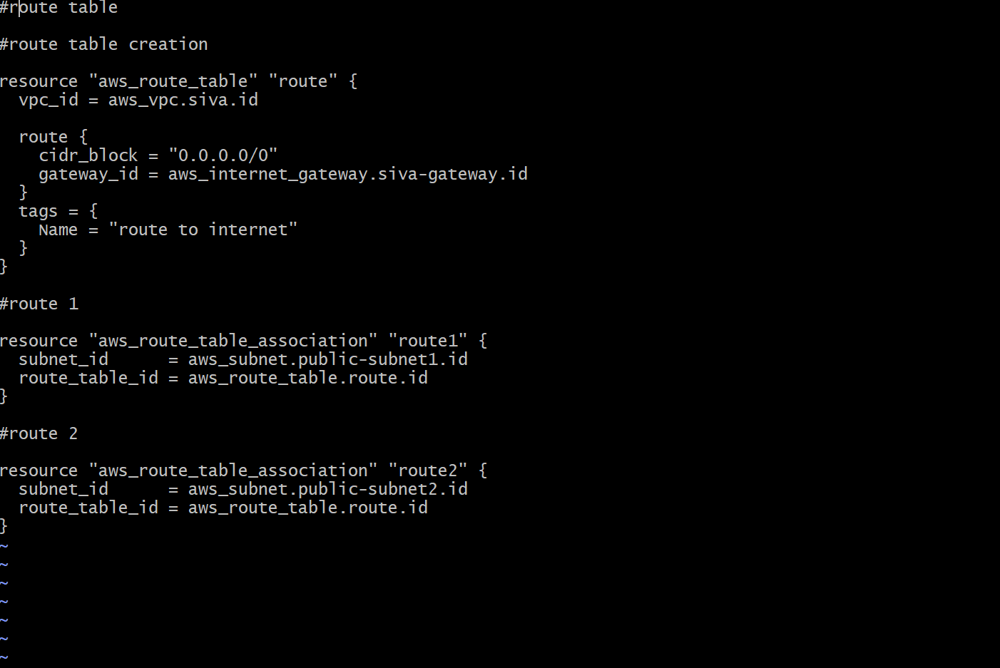 #route table
#route table creation
resource "aws_route_table" "route" {
  vpc_id = aws_vpc.siva.id
  route {
    cidr_block = "0.0.0.0/0"
    gateway_id = aws_internet_gateway.siva-gateway.id
  }
  tags = {
    Name = "route to internet"
  }
}
#route 1
resource "aws_route_table_association" "route1" {
  subnet_id      = aws_subnet.public-subnet1.id
  route_table_id = aws_route_table.route.id
}
#route 2
resource "aws_route_table_association" "route2" {
  subnet_id      = aws_subnet.public-subnet2.id
  route_table_id = aws_route_table.route.id
}
~
~
~
~
~
~
~